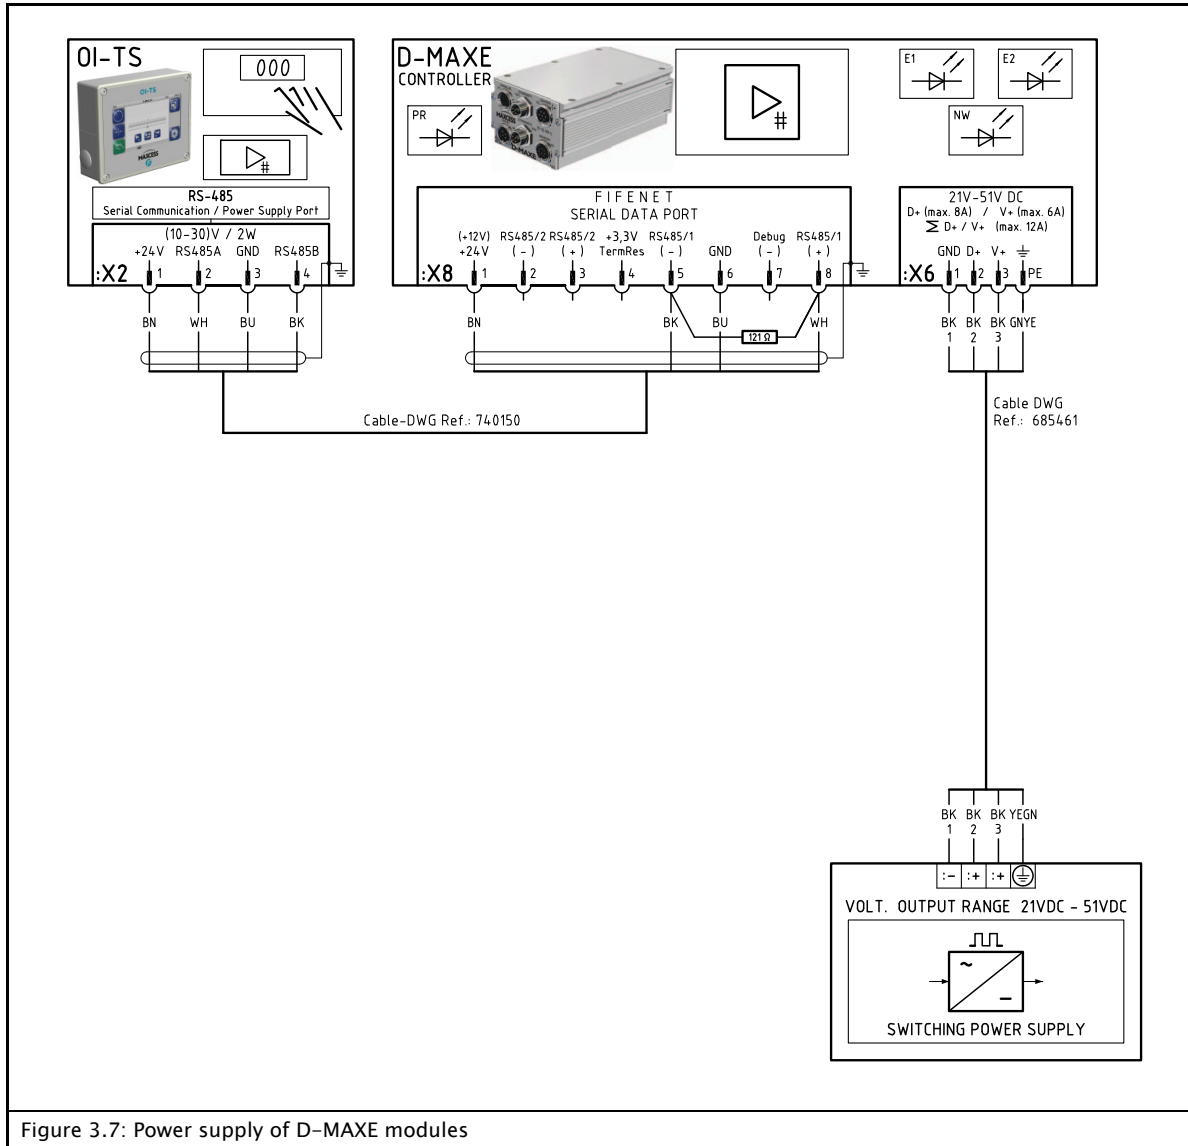 OI-TS
000
OI-TS
MAXCESS
RS-485
Serial Communication / Power Supply Port
(10-30)V / 2W
+24V RS485A GND RS485B
:X2 1 2 3 4
BN WH BU BK
D-MAXE
CONTROLLER
PR
MAXCESS
D-MAXE
#
#
E1
E2
NW
FIFENET
SERIAL DATA PORT
(+12V) RS485/2 RS485/2 +3,3V RS485/1 Debug RS485/1
+24V (-) (+) TermRes (-) GND (-) (+)
:X8 1 2 3 4 5 6 7 8
BN BK BU WH
121 Ω
21V-51V DC
D+ (max. 8A) / V+ (max. 6A)
∑ D+ / V+ (max. 12A)
GND D+ V+
:X6 1 2 3 PE
BK BK BK GNYE
1 2 3
Cable-DWG Ref.: 740150
Cable DWG
Ref.: 685461
BK BK BK YEGN
1 2 3
:- :+ :+
VOLT. OUTPUT RANGE 21VDC - 51VDC
~
–
SWITCHING POWER SUPPLY
Figure 3.7: Power supply of D-MAXE modules